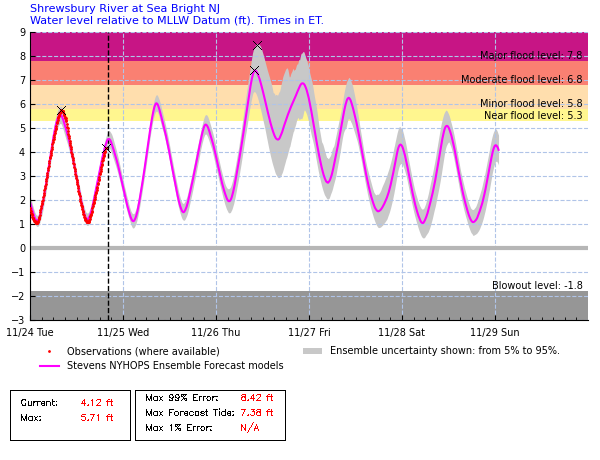 Shrewsbury River at Sea Bright NJ
Water level relative to MLLW Datum (ft). Times in ET.
9
8
7
6
5
4
3
2
1
0
−1
−2
−3
Major flood level: 7.8
Moderate flood level: 6.8
Minor flood level: 5.8
Near flood level: 5.3
Blowout level: -1.8
11/24 Tue 11/25 Wed 11/26 Thu 11/27 Fri 11/28 Sat 11/29 Sun
Observations (where available)
Stevens NYHOPS Ensemble Forecast models
Ensemble uncertainty shown: from 5% to 95%.
Current: 4.12 ft
Max: 5.71 ft
Max 99% Error: 8.42 ft
Max Forecast Tide: 7.38 ft
Max 1% Error: N/A